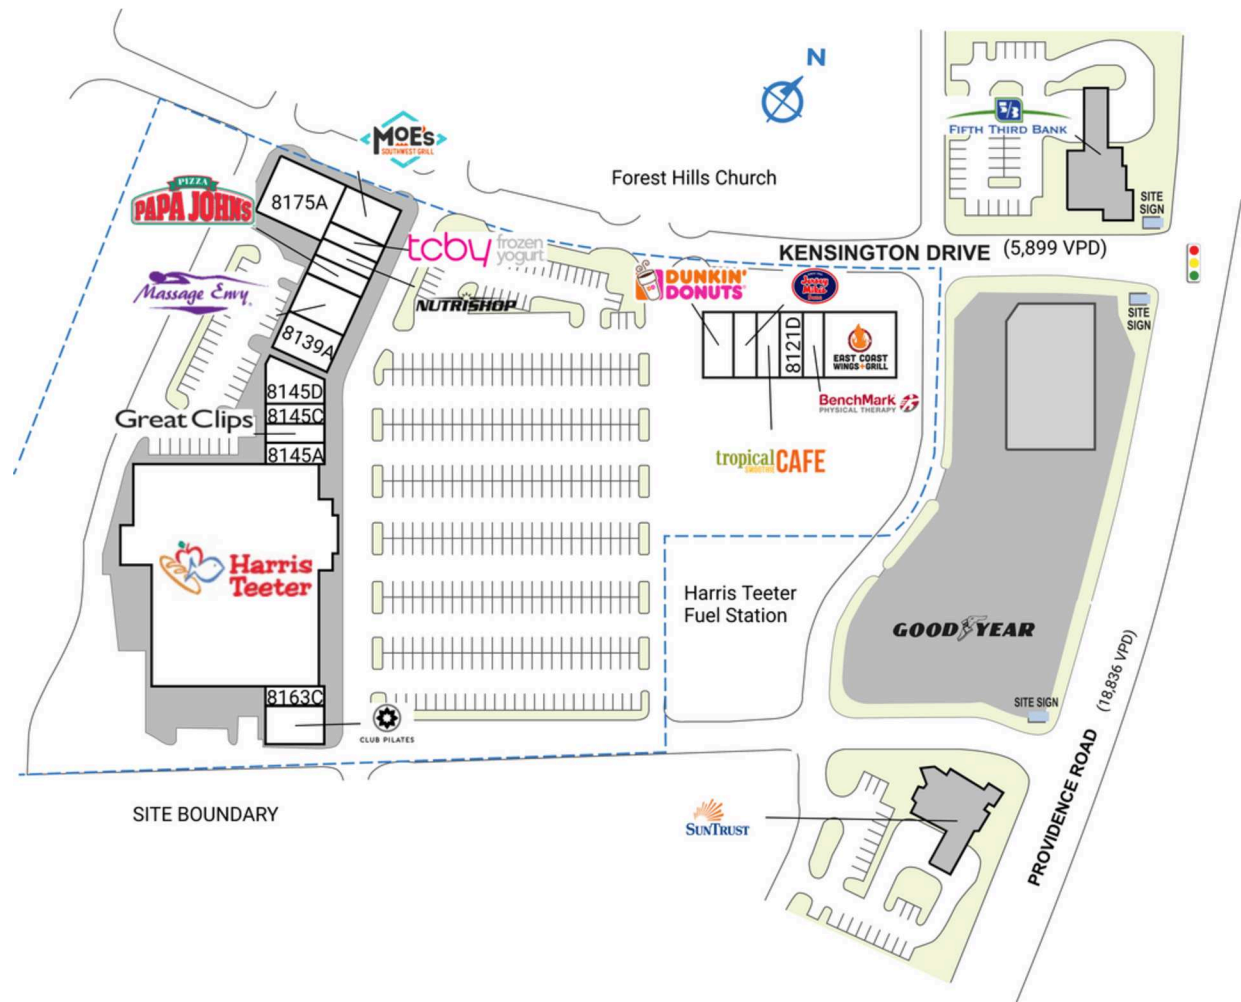 N
5/3
FIFTH THIRD BANK
MOE'S
SOUTHWEST GRILL
Forest Hills Church
PIZZA
PAPA JOHNS
8175A
SITE
SIGN
tcby frozen
yogurt
KENSINGTON DRIVE (5,899 VPD)
Massage Envy
DUNKIN'
DONUTS
Jersey
Mike's
NUTRISHOP
SITE
SIGN
8139A
8121D
EAST COAST
WINGS+GRILL
8145D
8145C
Great Clips
BenchMark
PHYSICAL THERAPY
8145A
tropical
SMOOTHIE
CAFE
Harris
Teeter
Harris Teeter
Fuel Station
GOODYEAR
(18,836 VPD)
8163C
SITE SIGN
CLUB PILATES
PROVIDENCE ROAD
SITE BOUNDARY
SUNTRUST